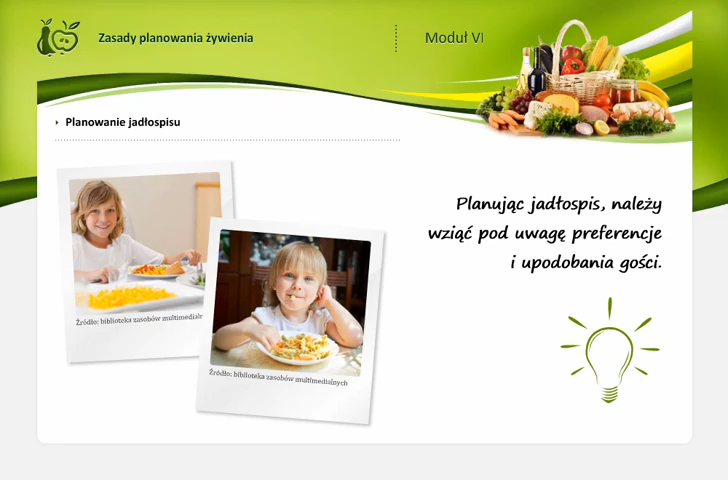 Zasady planowania żywienia
Moduł VI
Planowanie jadłospisu
Planując jadłospis, należy
wziąć pod uwagę preferencje
i upodobania gości.
Źródło: biblioteka zasobów
Źródło: biblioteka zasobów multimedialnych